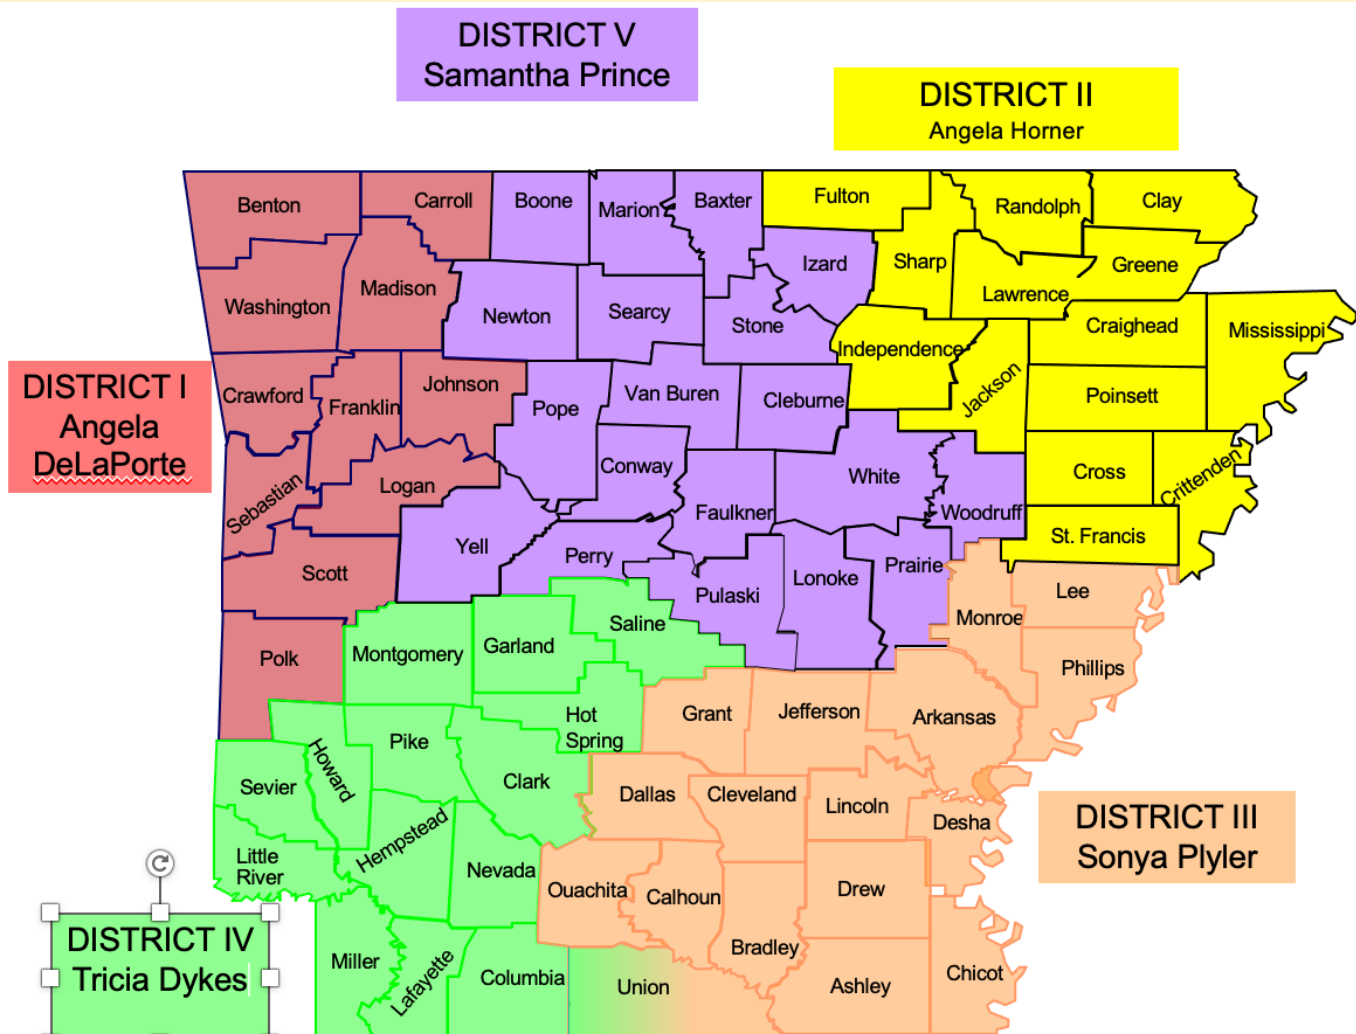 DISTRICT V
Samantha Prince
DISTRICT II
Angela Horner
Benton
Carroll
Boone
Marion
Baxter
Fulton
Randolph
Clay
Washington
Madison
Newton
Searcy
Stone
Izard
Sharp
Lawrence
Greene
Craighead
Mississippi
Independence
Jackson
Poinsett
DISTRICT I
Angela
DeLaPorte
Crawford
Franklin
Johnson
Pope
Van Buren
Cleburne
Sebastian
Logan
Conway
Faulkner
White
Woodruff
Cross
Crittenden
St. Francis
Scott
Yell
Perry
Pulaski
Lonoke
Prairie
Monroe
Lee
Phillips
Polk
Montgomery
Garland
Saline
Hot
Spring
Grant
Jefferson
Arkansas
Sevier
Howard
Pike
Clark
Dallas
Cleveland
Lincoln
Desha
DISTRICT III
Sonya Plyler
Little
River
Hempstead
Nevada
Ouachita
Calhoun
Bradley
Drew
DISTRICT IV
Tricia Dykes
Miller
Lafayette
Columbia
Union
Ashley
Chicot